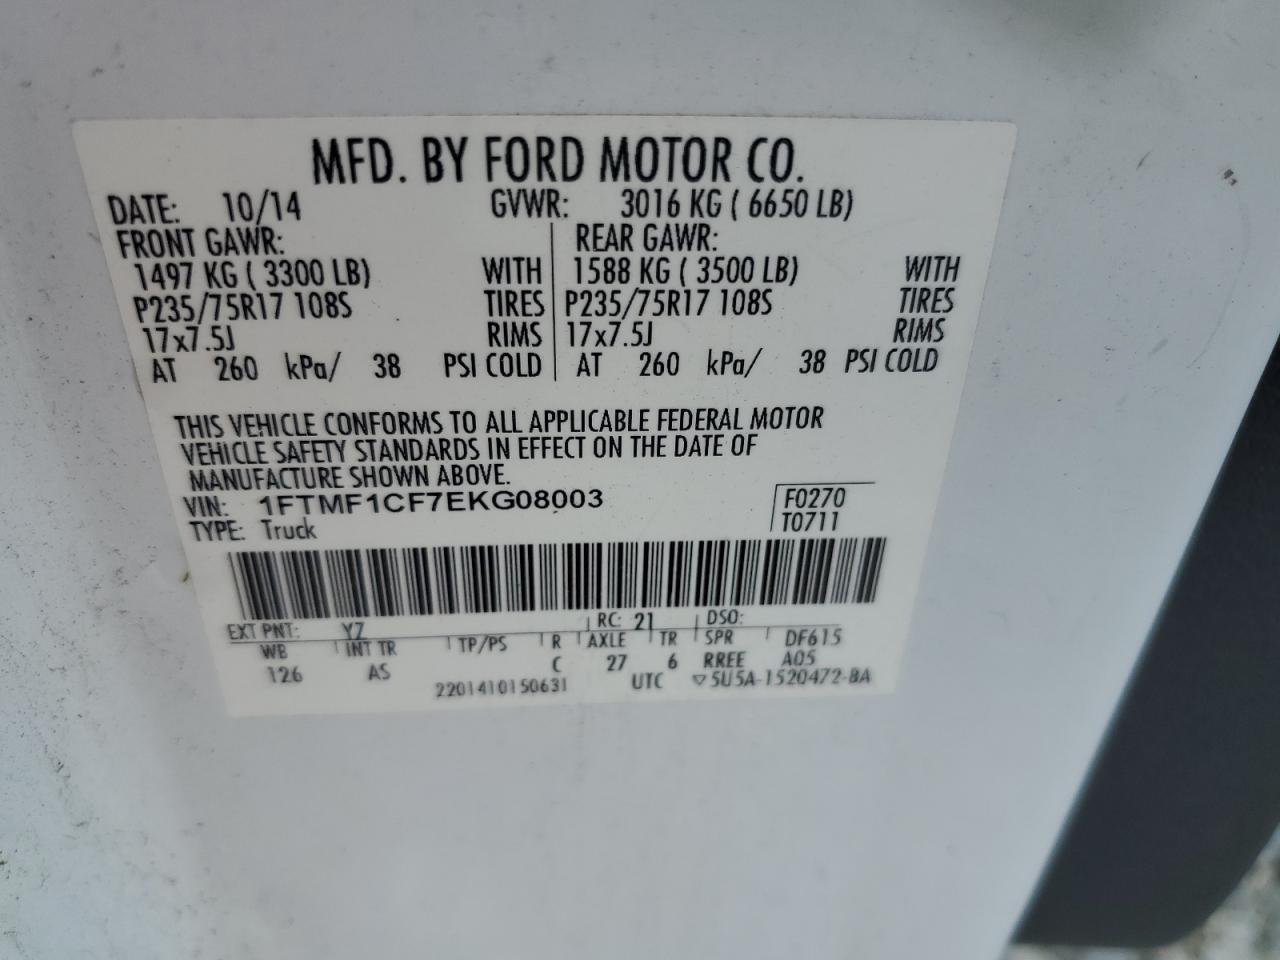 MFD. BY FORD MOTOR CO.
DATE: 10/14 GVWR: 3016 KG ( 6650 LB)
FRONT GAWR: REAR GAWR:
1497 KG ( 3300 LB) WITH 1588 KG ( 3500 LB) WITH
P235/75R17 108S TIRES P235/75R17 108S TIRES
17x7.5J RIMS 17x7.5J RIMS
AT 260 kPa/ 38 PSI COLD AT 260 kPa/ 38 PSI COLD
THIS VEHICLE CONFORMS TO ALL APPLICABLE FEDERAL MOTOR
VEHICLE SAFETY STANDARDS IN EFFECT ON THE DATE OF
MANUFACTURE SHOWN ABOVE.
VIN: 1FTMF1CF7EKG08003 F0270
TYPE: Truck T0711
EXT PNT: YZ RC: 21 DSO:
WB INT TR TP/PS R AXLE TR SPR DF615
126 AS C 27 6 RREE A05
2201410150631 UTC ▽5U5A-1520472-BA